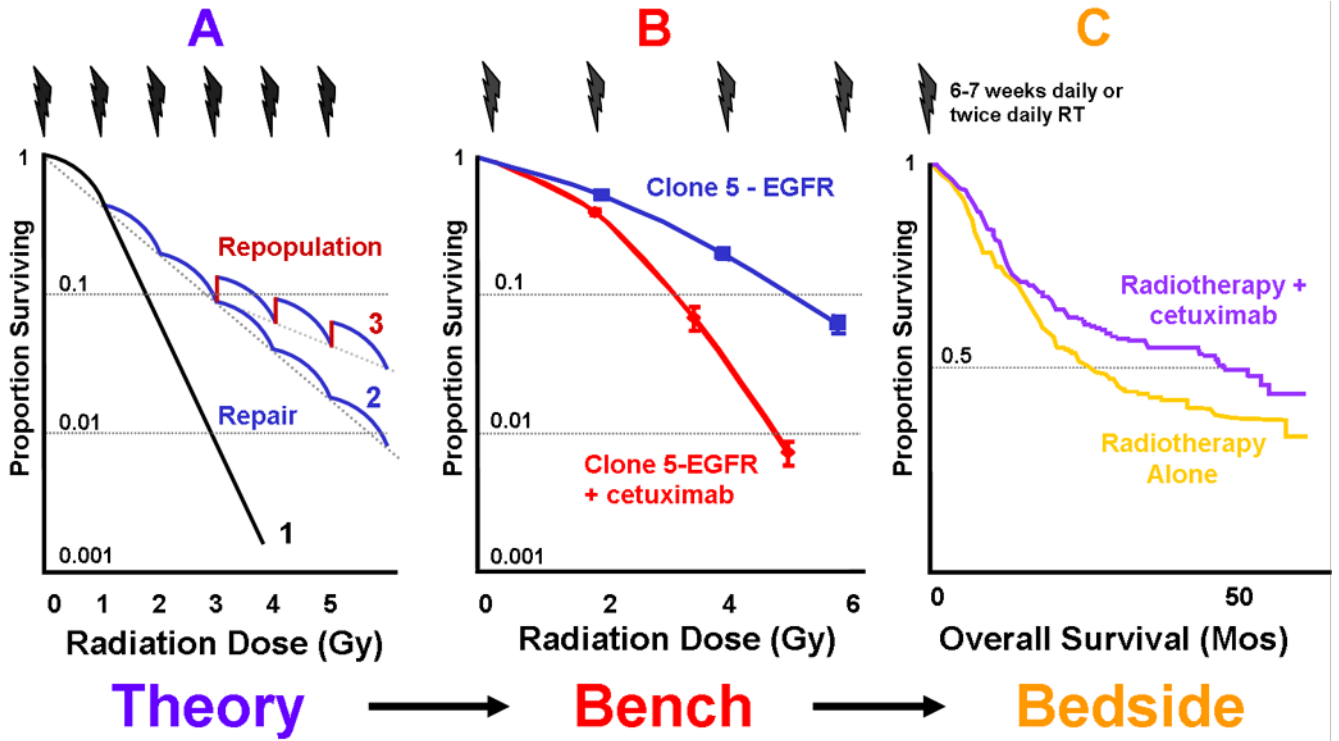 A
B
C
6-7 weeks daily or
twice daily RT
Proportion Surviving
1
0.1
0.01
0.001
Repopulation
3
2
Repair
1
0 1 2 3 4 5
Radiation Dose (Gy)
Proportion Surviving
1
0.1
0.01
0.001
Clone 5 - EGFR
Clone 5-EGFR
+ cetuximab
0 2 4 6
Radiation Dose (Gy)
Proportion Surviving
1
0.5
Radiotherapy +
cetuximab
Radiotherapy
Alone
0 50
Overall Survival (Mos)
Theory
Bench
Bedside